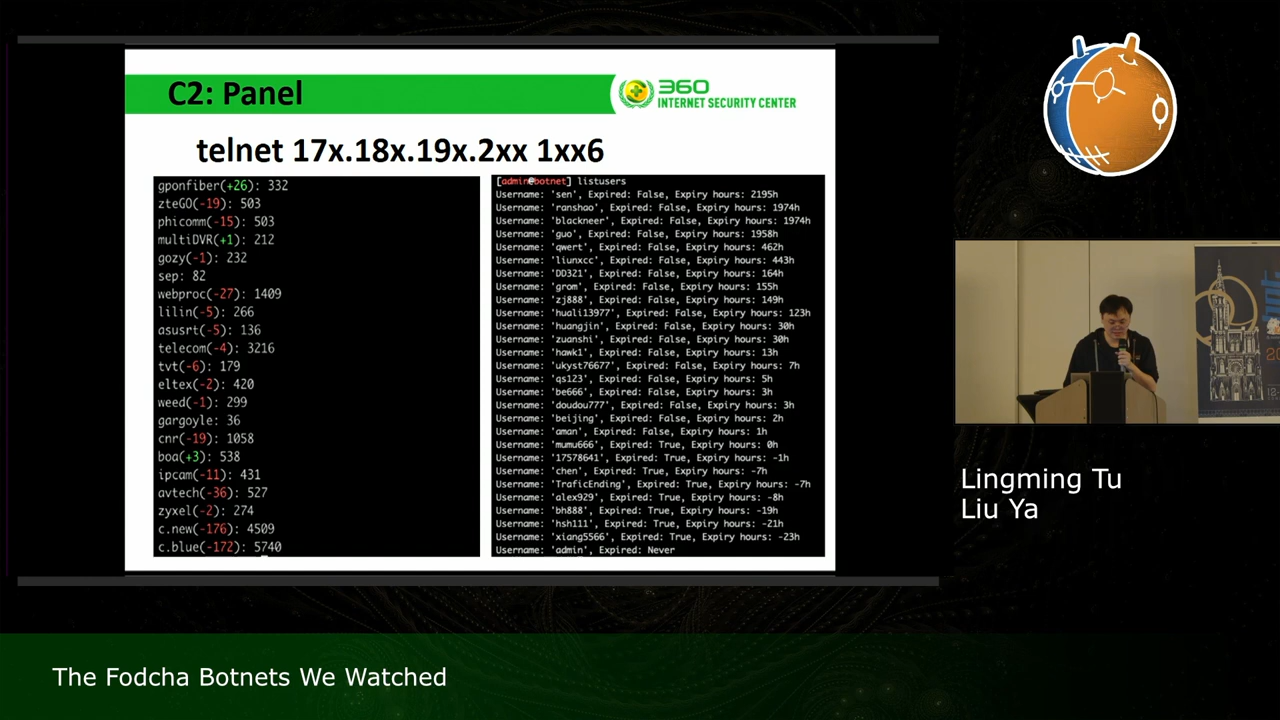 C2: Panel
360
INTERNET SECURITY CENTER
telnet 17x.18x.19x.2xx 1xx6
gponfiber(+26): 332
zteGO(-19): 503
phicomm(-15): 503
multiDVR(+1): 212
gozy(-1): 232
sep: 82
webproc(-27): 1409
lilin(-5): 266
asusrt(-5): 136
telecom(-4): 3216
tvt(-6): 179
eltex(-2): 420
weed(-1): 299
gargoyle: 36
cnr(-19): 1058
boa(+3): 538
ipcam(-11): 431
avtech(-36): 527
zyxel(-2): 274
c.new(-176): 4509
c.blue(-172): 5740
[admin@botnet] listusers
Username: 'sen', Expired: False, Expiry hours: 2195h
Username: 'ranshao', Expired: False, Expiry hours: 1974h
Username: 'blackneer', Expired: False, Expiry hours: 1974h
Username: 'guo', Expired: False, Expiry hours: 1958h
Username: 'qwert', Expired: False, Expiry hours: 462h
Username: 'liunxcc', Expired: False, Expiry hours: 443h
Username: 'DD321', Expired: False, Expiry hours: 164h
Username: 'grom', Expired: False, Expiry hours: 155h
Username: 'zj888', Expired: False, Expiry hours: 149h
Username: 'huali13977', Expired: False, Expiry hours: 123h
Username: 'huangjin', Expired: False, Expiry hours: 30h
Username: 'zuanshi', Expired: False, Expiry hours: 30h
Username: 'hawk1', Expired: False, Expiry hours: 13h
Username: 'ukyst76677', Expired: False, Expiry hours: 7h
Username: 'qs123', Expired: False, Expiry hours: 5h
Username: 'be666', Expired: False, Expiry hours: 3h
Username: 'doudou777', Expired: False, Expiry hours: 3h
Username: 'beijing', Expired: False, Expiry hours: 2h
Username: 'aman', Expired: False, Expiry hours: 1h
Username: 'mumu666', Expired: True, Expiry hours: 0h
Username: '17578641', Expired: True, Expiry hours: -1h
Username: 'chen', Expired: True, Expiry hours: -7h
Username: 'TraficEnding', Expired: True, Expiry hours: -7h
Username: 'alex929', Expired: True, Expiry hours: -8h
Username: 'bh888', Expired: True, Expiry hours: -19h
Username: 'hsh111', Expired: True, Expiry hours: -21h
Username: 'xiang5566', Expired: True, Expiry hours: -23h
Username: 'admin', Expired: Never
Lingming Tu
Liu Ya
The Fodcha Botnets We Watched